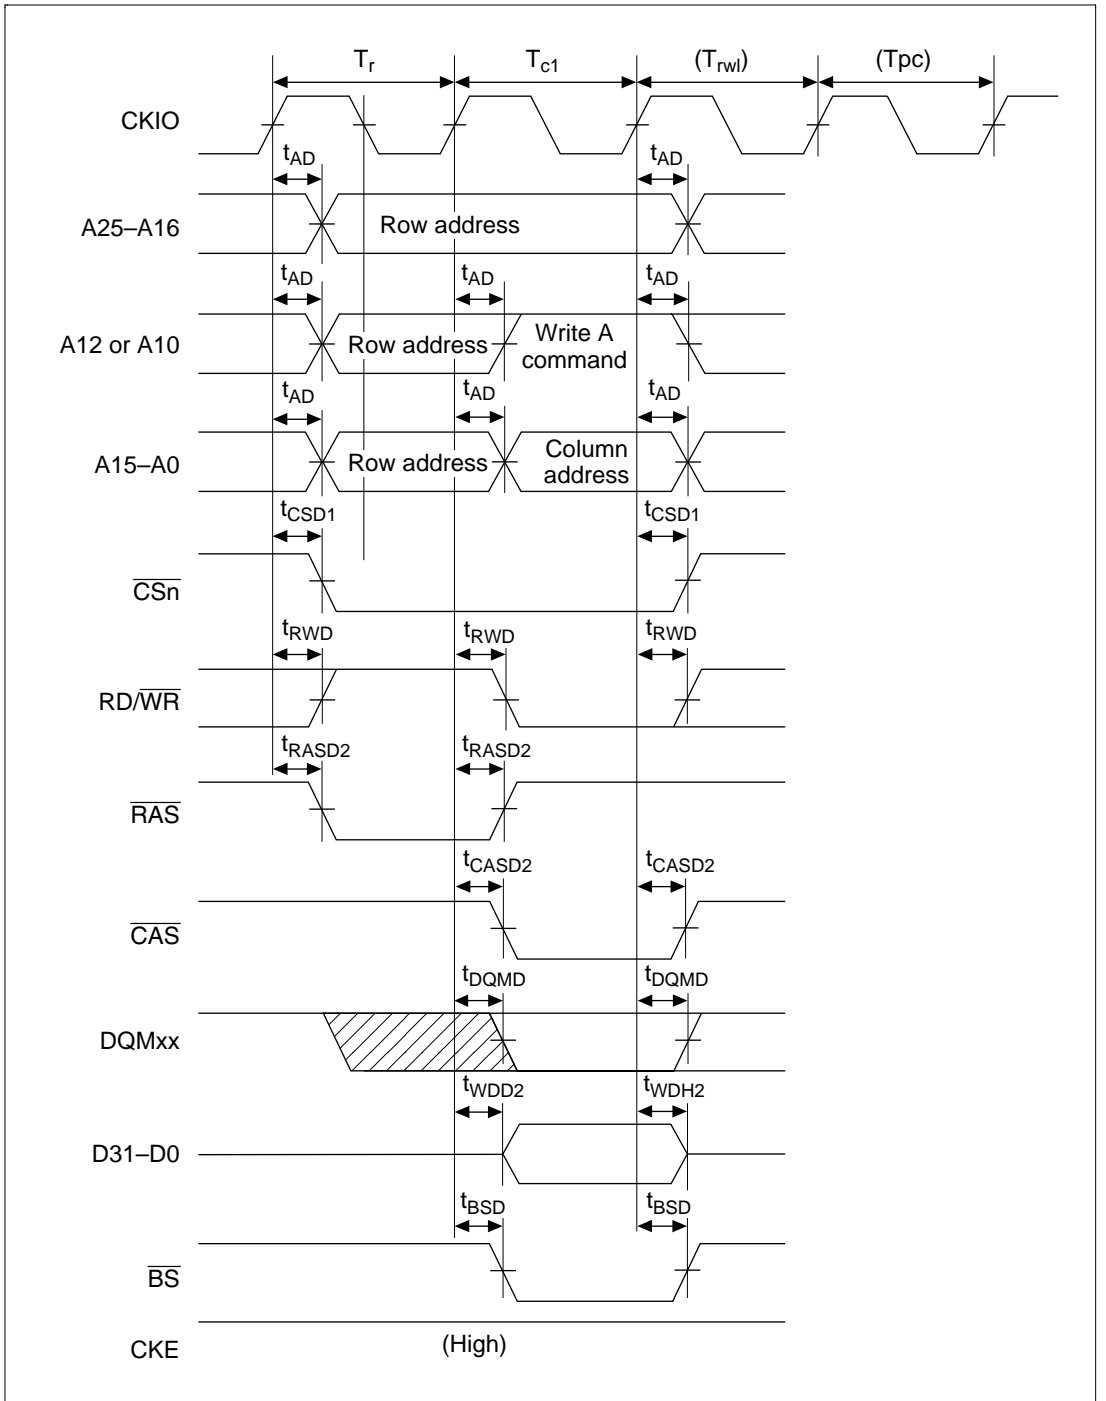 Tr Tc1 (Trwl) (Tpc)
CKIO
tAD tAD
A25–A16 Row address
tAD tAD tAD
A12 or A10 Row address Write A command
tAD tAD tAD
A15–A0 Row address Column address
tCSD1 tCSD1
CSn
tRWD tRWD tRWD
RD/WR
tRASD2 tRASD2
RAS
tCASD2 tCASD2
CAS
tDQMD tDQMD
DQMxx
tWDD2 tWDH2
D31–D0
tBSD tBSD
BS
CKE (High)